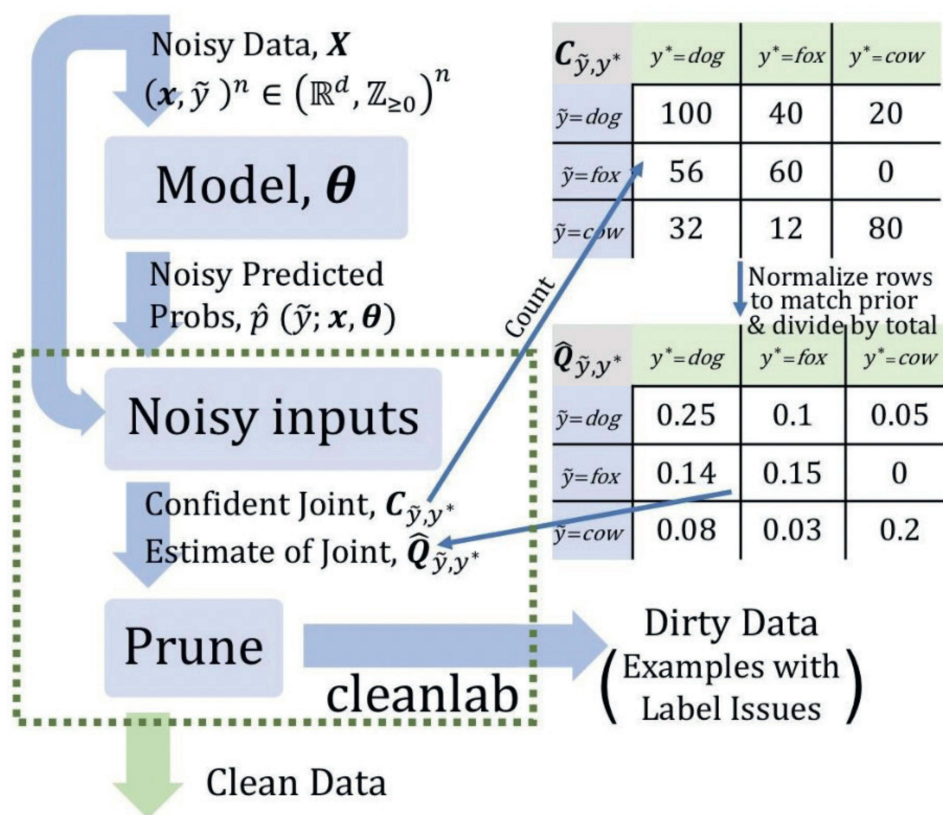 Noisy Data, X
(x, ỹ)ⁿ ∈ (ℝᵈ, ℤ≥0)ⁿ
Model, θ
Noisy Predicted
Probs, p̂ (ỹ; x, θ)
Noisy inputs
Confident Joint, C ỹ,y*
Estimate of Joint, Q̂ ỹ,y*
Prune
cleanlab
Clean Data
Dirty Data
(Examples with
Label Issues)
Count
C ỹ,y* y*=dog y*=fox y*=cow
ỹ=dog 100 40 20
ỹ=fox 56 60 0
ỹ=cow 32 12 80
Normalize rows
to match prior
& divide by total
Q̂ ỹ,y* y*=dog y*=fox y*=cow
ỹ=dog 0.25 0.1 0.05
ỹ=fox 0.14 0.15 0
ỹ=cow 0.08 0.03 0.2